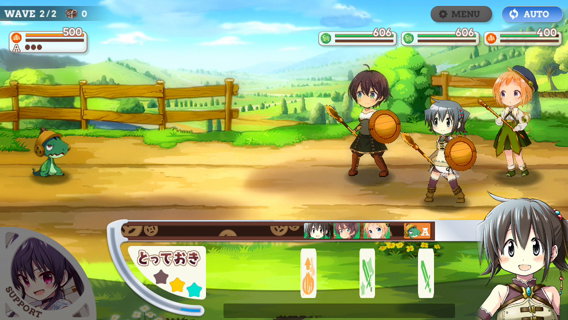 WAVE 2/2 0
MENU
AUTO
500
A
606
606
400
A
とっておき
SUPPORT